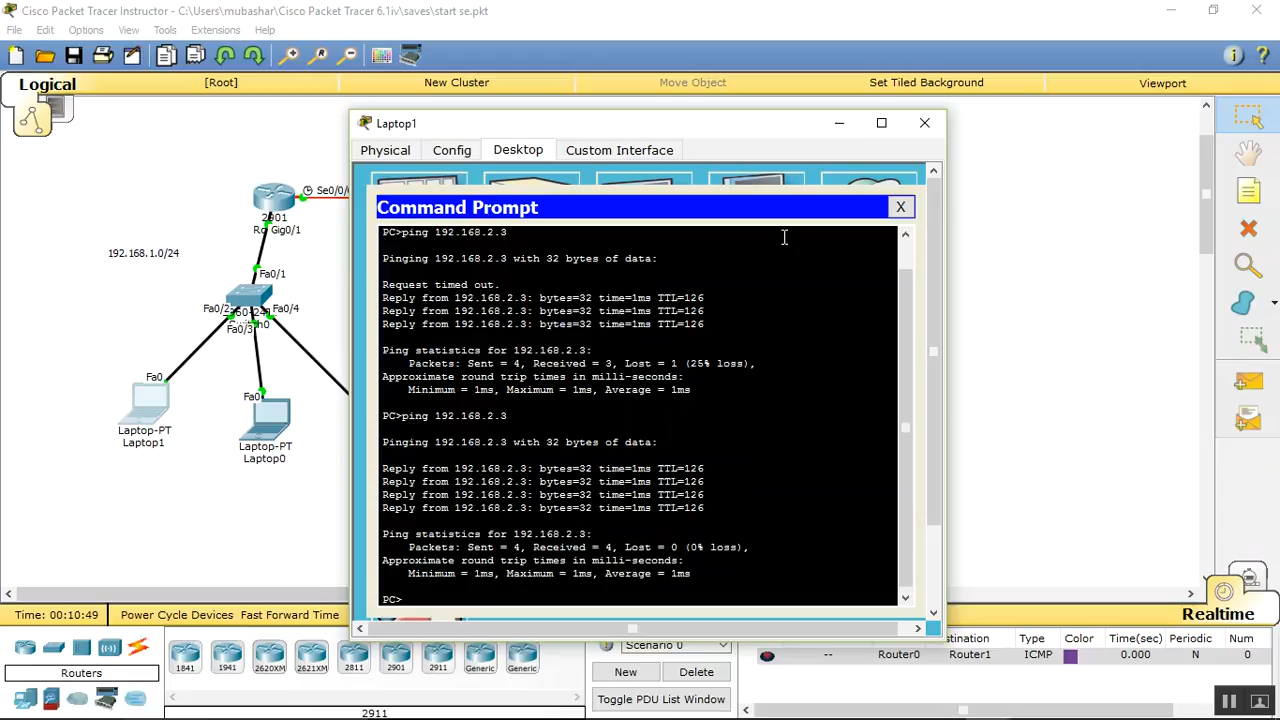 Cisco Packet Tracer Instructor - C:\Users\mubashar\Cisco Packet Tracer 6.1iv\saves\start se.pkt
File Edit Options View Tools Extensions Help
Logical [Root] New Cluster Move Object Set Tiled Background Viewport
Laptop1
Physical Config Desktop Custom Interface
Command Prompt X
PC>ping 192.168.2.3
Pinging 192.168.2.3 with 32 bytes of data:
Request timed out.
Reply from 192.168.2.3: bytes=32 time=1ms TTL=126
Reply from 192.168.2.3: bytes=32 time=1ms TTL=126
Reply from 192.168.2.3: bytes=32 time=1ms TTL=126
Ping statistics for 192.168.2.3:
Packets: Sent = 4, Received = 3, Lost = 1 (25% loss),
Approximate round trip times in milli-seconds:
Minimum = 1ms, Maximum = 1ms, Average = 1ms
PC>ping 192.168.2.3
Pinging 192.168.2.3 with 32 bytes of data:
Reply from 192.168.2.3: bytes=32 time=1ms TTL=126
Reply from 192.168.2.3: bytes=32 time=1ms TTL=126
Reply from 192.168.2.3: bytes=32 time=1ms TTL=126
Reply from 192.168.2.3: bytes=32 time=1ms TTL=126
Ping statistics for 192.168.2.3:
Packets: Sent = 4, Received = 4, Lost = 0 (0% loss),
Approximate round trip times in milli-seconds:
Minimum = 1ms, Maximum = 1ms, Average = 1ms
PC>
Se0/0/
2901
Gig0/1
192.168.1.0/24
Fa0/1
Fa0/2 Fa0/4
Fa0/3
Fa0 Fa0
Laptop-PT
Laptop1
Laptop-PT
Laptop0
Time: 00:10:49 Power Cycle Devices Fast Forward Time Realtime
Routers
1841 1941 2620XM 2621XM 2811 2901 2911 Generic Generic
2911
Scenario 0
New Delete
Toggle PDU List Window
stination Type Color Time(sec) Periodic Num
-- Router0 Router1 ICMP 0.000 N 0